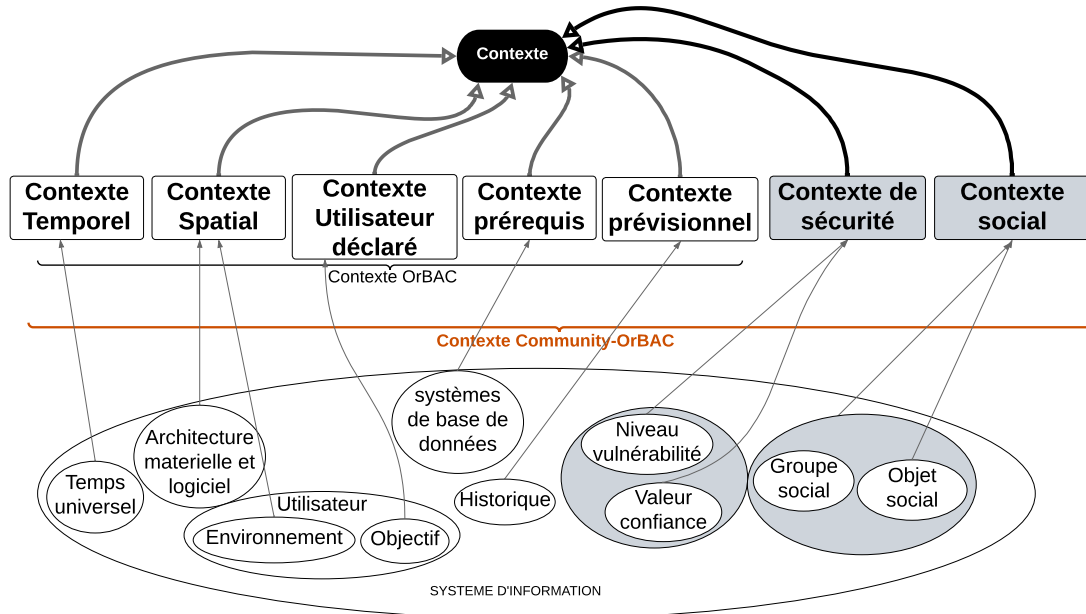 Contexte
Contexte
Temporel
Contexte
Spatial
Contexte
Utilisateur
déclaré
Contexte
prérequis
Contexte
prévisionnel
Contexte de
sécurité
Contexte
social
Contexte OrBAC
Contexte Community-OrBAC
systèmes
de base de
données
Architecture
materielle et
logiciel
Temps
universel
Utilisateur
Environnement
Objectif
Historique
Niveau
vulnérabilité
Valeur
confiance
Groupe
social
Objet
social
SYSTEME D'INFORMATION